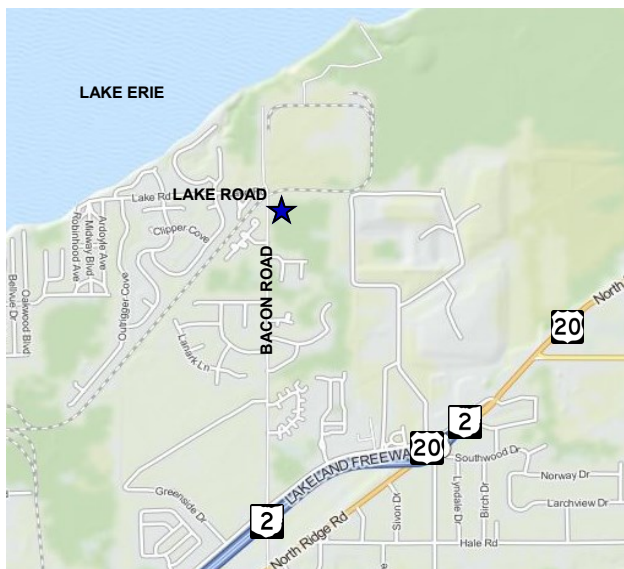 LAKE ERIE
LAKE ROAD
Lake Rd
Clipper Cove
Ardoyle Ave
Midway Blvd
Robinhood Ave
Outrigger Cove
Oakwood Blvd
Bellvue Dr
BACON ROAD
Lanark Ln
North
20
2
20
LAKELAND FREEWA
Southwood Dr
Norway Dr
Larchview Dr
Lyndale Dr
Birch Dr
Greenside Dr
Sivon Dr
2
North Ridge Rd
Hale Rd